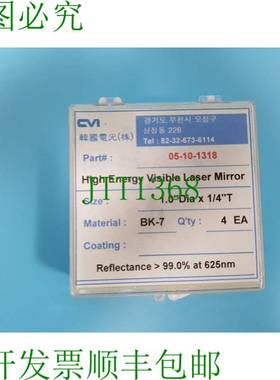 图必究
CVI
韓國電光(株)
경기도 부천시 오정구
삼정동 226
Tel : 82-32-673-6114
Part# : 05-10-1318
High Energy Visible Laser Mirror
JTT1368
Size : 1.0"Dia x 1/4"T
Material : BK-7 Q'ty : 4 EA
Coating :
Reflectance > 99.0% at 625nm
开发票顺丰包邮